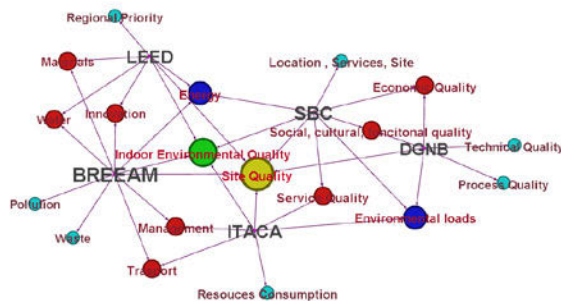 Regional Priority
LEED
Materials
Location , Services, Site
Energy
Economic Quality
Water
Innovation
SBC
Social, cultural, funcitonal quality
Indoor Environmental Quality
DGNB
Technical Quality
BREEAM
Site Quality
Process Quality
Service Quality
Pollution
Environmental loads
Management
ITACA
Waste
Transport
Resouces Consumption